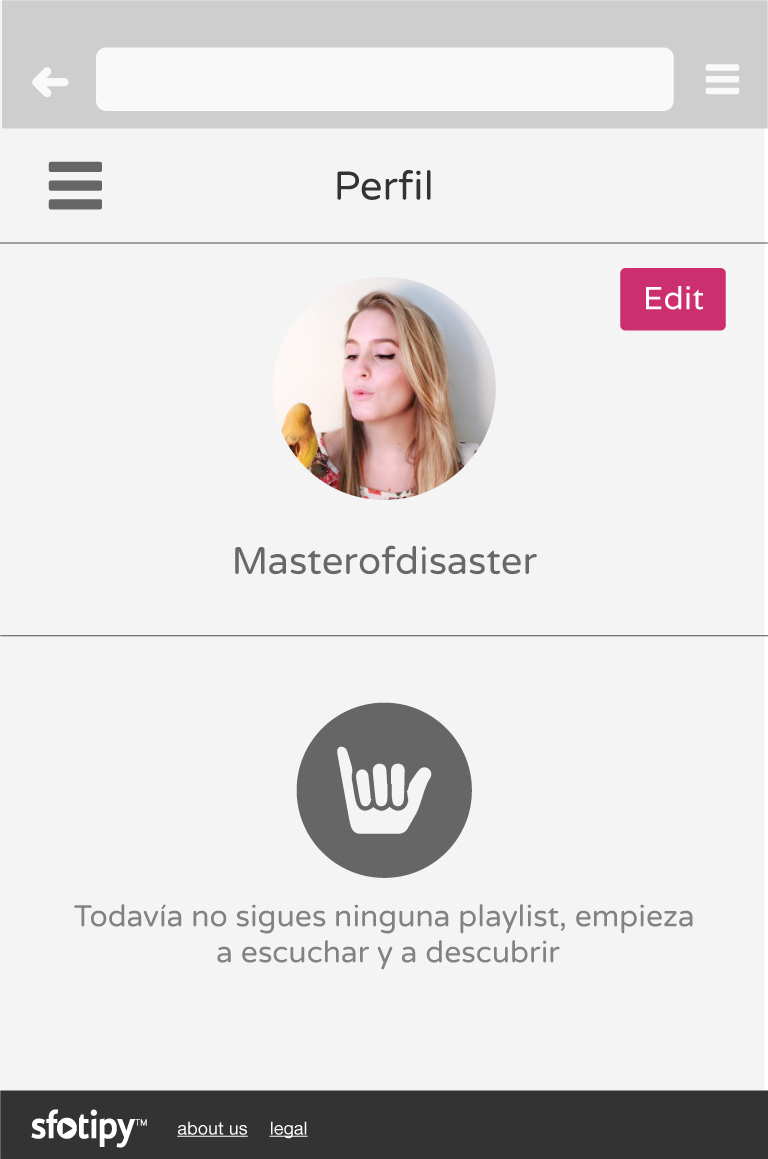 Perfil
Edit
Masterofdisaster
Todavía no sigues ninguna playlist, empieza
a escuchar y a descubrir
sfotipy™ about us legal